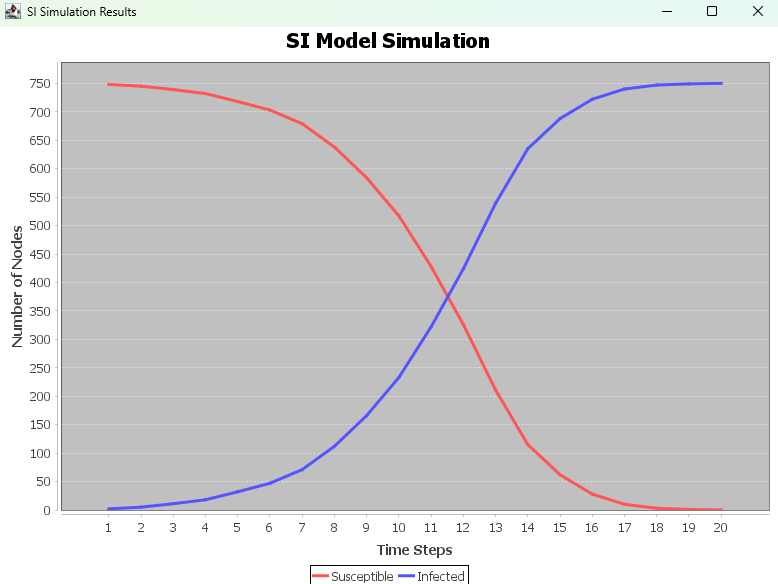 SI Simulation Results
SI Model Simulation
Number of Nodes
750
700
650
600
550
500
450
400
350
300
250
200
150
100
50
0
1 2 3 4 5 6 7 8 9 10 11 12 13 14 15 16 17 18 19 20
Time Steps
Susceptible Infected